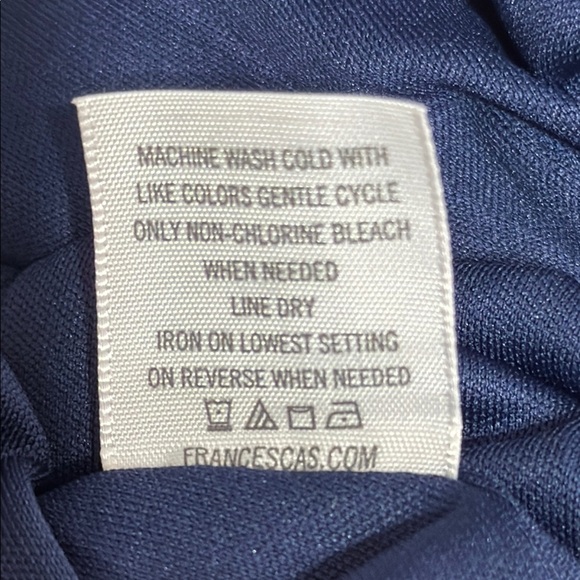 MACHINE WASH COLD WITH
LIKE COLORS GENTLE CYCLE
ONLY NON-CHLORINE BLEACH
WHEN NEEDED
LINE DRY
IRON ON LOWEST SETTING
ON REVERSE WHEN NEEDED
FRANCESCAS.COM